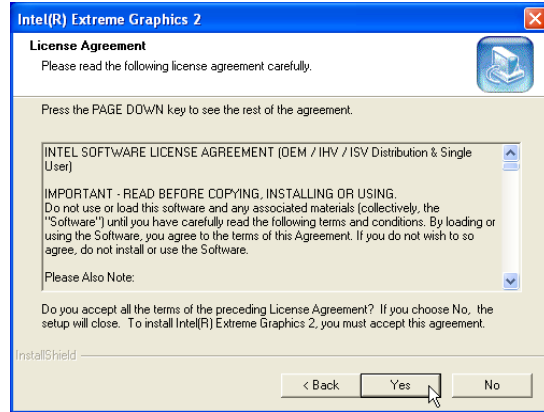 Intel(R) Extreme Graphics 2
License Agreement
Please read the following license agreement carefully.
Press the PAGE DOWN key to see the rest of the agreement.
INTEL SOFTWARE LICENSE AGREEMENT (OEM / IHV / ISV Distribution & Single
User)
IMPORTANT - READ BEFORE COPYING, INSTALLING OR USING.
Do not use or load this software and any associated materials (collectively, the
"Software") until you have carefully read the following terms and conditions. By loading or
using the Software, you agree to the terms of this Agreement. If you do not wish to so
agree, do not install or use the Software.
Please Also Note:
Do you accept all the terms of the preceding License Agreement?  If you choose No,  the
setup will close.  To install Intel(R) Extreme Graphics 2, you must accept this agreement.
InstallShield
< Back Yes No